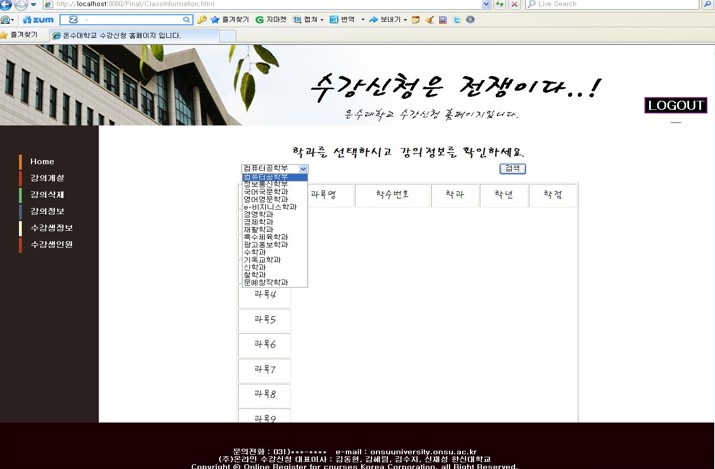 http://localhost:8080/Final/ClassInformation.html
Live Search
zum
즐겨찾기 지마켓 접체 번역 보내기
즐겨찾기 온수대학교 수강신청 홈페이지 입니다.
수강신청은 전쟁이다..!
온수대학교 수강신청 홈페이지입니다.
LOGOUT
학과를 선택하시고 강의정보를 확인하세요.
Home
강의개설
강의삭제
강의정보
수강생정보
수강생인원
컴퓨터공학부
검색
컴퓨터공학부
정보통신학부
국어국문학과
영어영문학과
e-비지니스학과
경영학과
경제학과
재활학과
특수체육학과
광고홍보학과
수학과
기독교학과
신학과
철학과
문예창작학과
과목명 학수번호 학과 학년 학점
과목4
과목5
과목6
과목7
과목8
과목9
문의전화 : 031)***-**** e-mail : onsuuniversity.onsu.ac.kr
(주)온라인 수강신청 대표이사 : 김동현, 김혜림, 김수지, 신재성 한신대학교
Copyright @ Online Register for courses Korea Corporation. all Right Reserved.